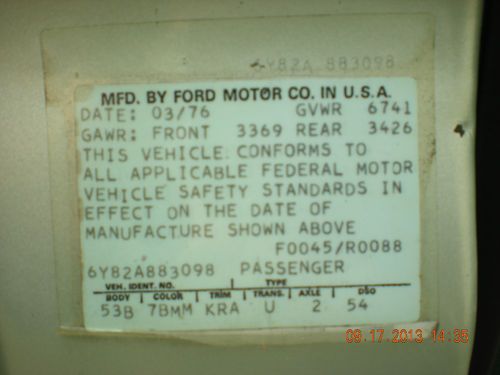 6Y82A 883098
MFD. BY FORD MOTOR CO. IN U.S.A.
DATE: 03/76 GVWR 6741
GAWR: FRONT 3369 REAR 3426
THIS VEHICLE CONFORMS TO
ALL APPLICABLE FEDERAL MOTOR
VEHICLE SAFETY STANDARDS IN
EFFECT ON THE DATE OF
MANUFACTURE SHOWN ABOVE
F0045/R0088
6Y82A883098 PASSENGER
VEH. IDENT. NO. TYPE
BODY COLOR TRIM TRANS. AXLE DSO
53B 7BMM KRA U 2 54
09.17.2013 14:35